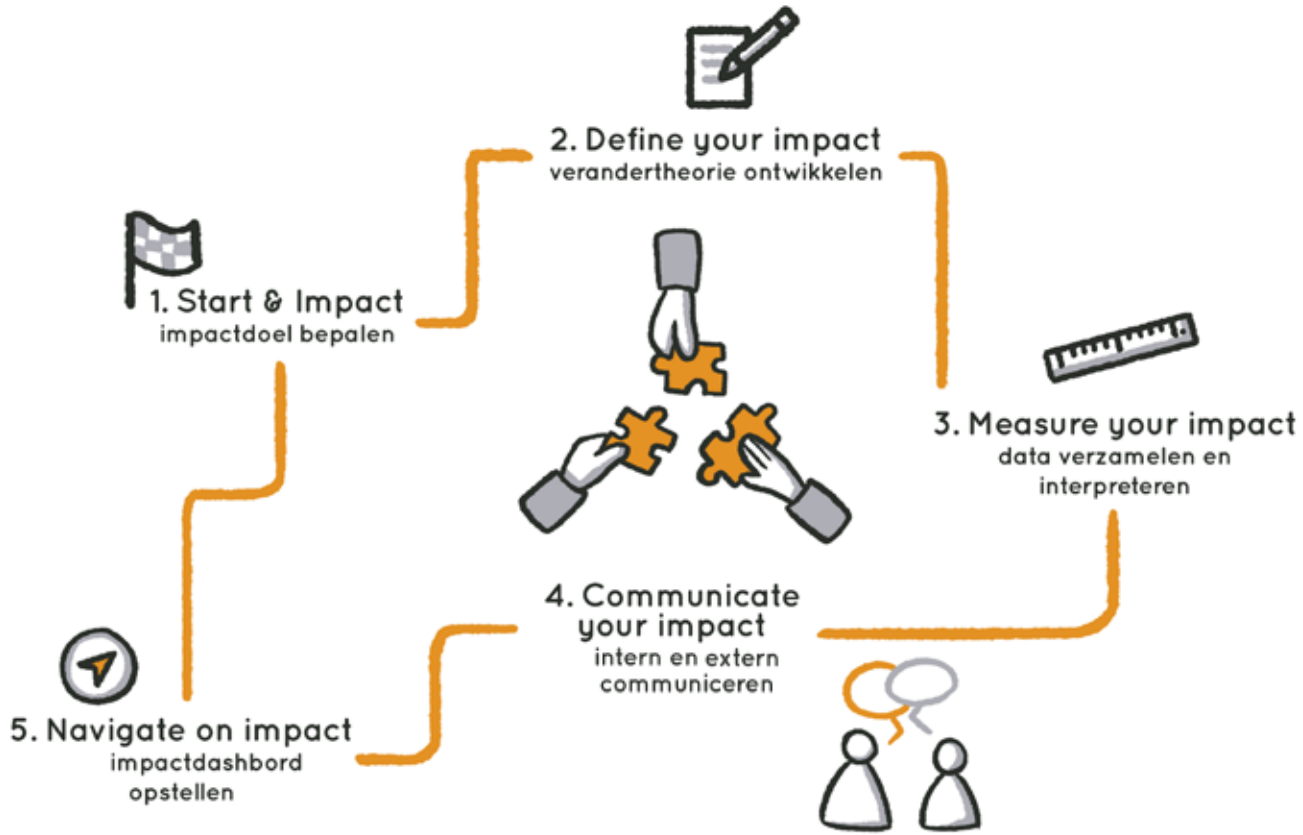 1. Start & Impact
impactdoel bepalen
2. Define your impact
verandertheorie ontwikkelen
3. Measure your impact
data verzamelen en
interpreteren
4. Communicate
your impact
intern en extern
communiceren
5. Navigate on impact
impactdashbord
opstellen